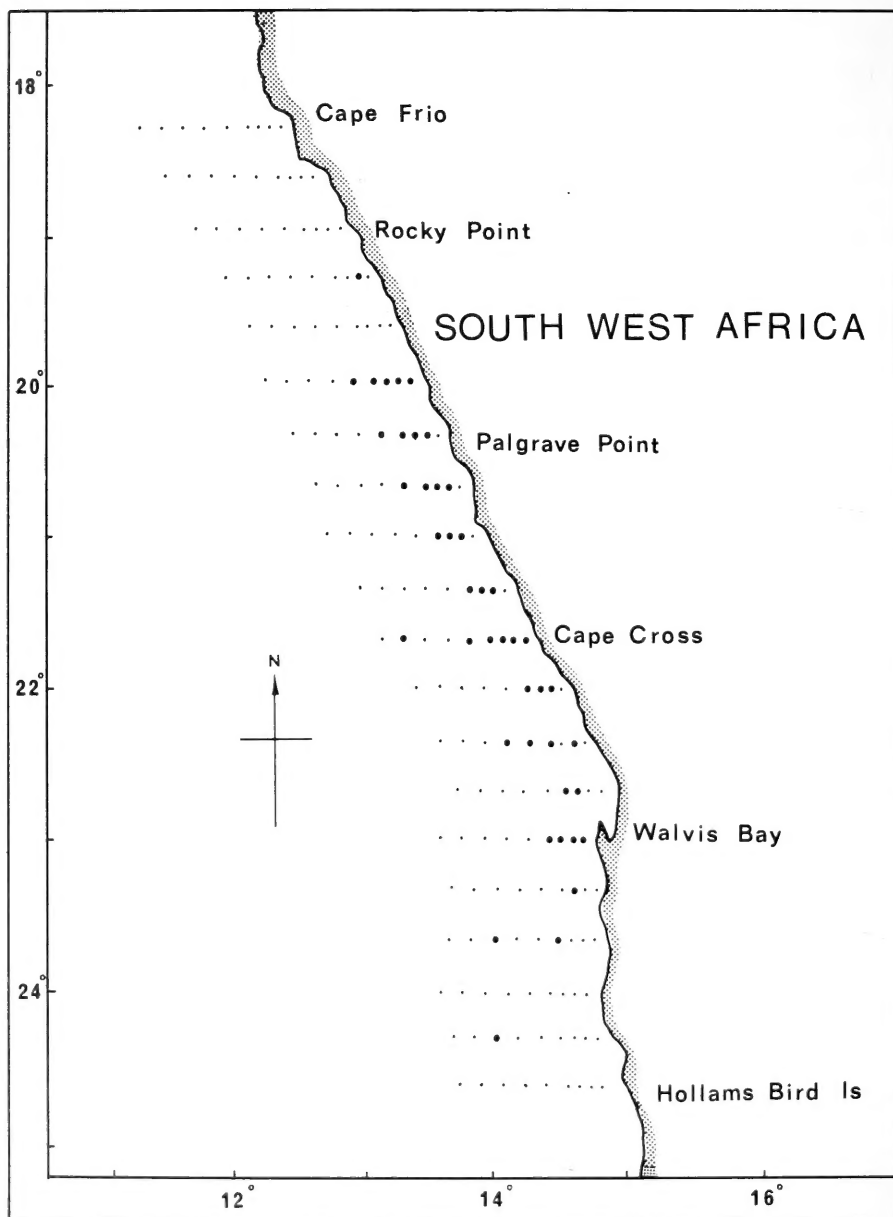 18°
Cape Frio
Rocky Point
SOUTH WEST AFRICA
20°
Palgrave Point
Cape Cross
N
22°
Walvis Bay
24°
Hollams Bird Is
12°
14°
16°